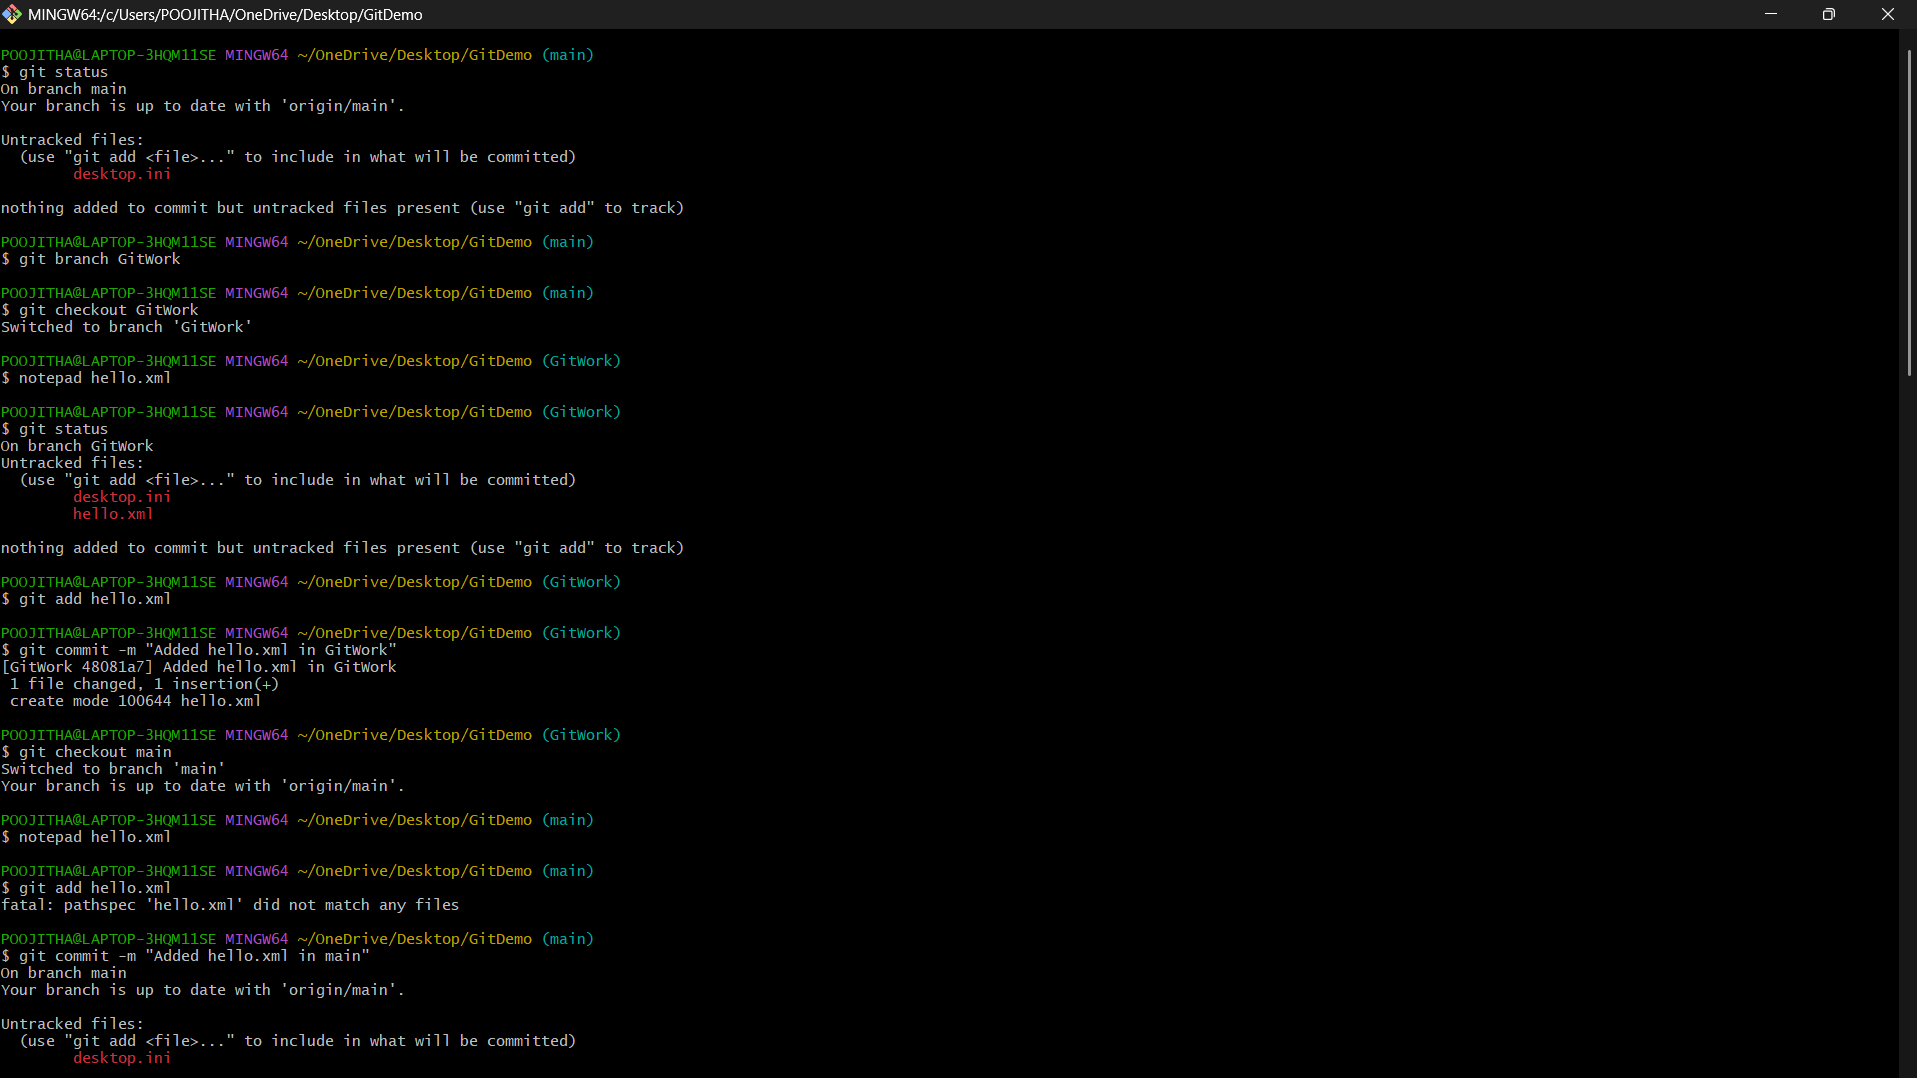 MINGW64:/c/Users/POOJITHA/OneDrive/Desktop/GitDemo
POOJITHA@LAPTOP-3HQM11SE MINGW64 ~/OneDrive/Desktop/GitDemo (main)
$ git status
On branch main
Your branch is up to date with 'origin/main'.
Untracked files:
  (use "git add <file>..." to include in what will be committed)
        desktop.ini
nothing added to commit but untracked files present (use "git add" to track)
POOJITHA@LAPTOP-3HQM11SE MINGW64 ~/OneDrive/Desktop/GitDemo (main)
$ git branch GitWork
POOJITHA@LAPTOP-3HQM11SE MINGW64 ~/OneDrive/Desktop/GitDemo (main)
$ git checkout GitWork
Switched to branch 'GitWork'
POOJITHA@LAPTOP-3HQM11SE MINGW64 ~/OneDrive/Desktop/GitDemo (GitWork)
$ notepad hello.xml
POOJITHA@LAPTOP-3HQM11SE MINGW64 ~/OneDrive/Desktop/GitDemo (GitWork)
$ git status
On branch GitWork
Untracked files:
  (use "git add <file>..." to include in what will be committed)
        desktop.ini
        hello.xml
nothing added to commit but untracked files present (use "git add" to track)
POOJITHA@LAPTOP-3HQM11SE MINGW64 ~/OneDrive/Desktop/GitDemo (GitWork)
$ git add hello.xml
POOJITHA@LAPTOP-3HQM11SE MINGW64 ~/OneDrive/Desktop/GitDemo (GitWork)
$ git commit -m "Added hello.xml in GitWork"
[GitWork 48081a7] Added hello.xml in GitWork
 1 file changed, 1 insertion(+)
 create mode 100644 hello.xml
POOJITHA@LAPTOP-3HQM11SE MINGW64 ~/OneDrive/Desktop/GitDemo (GitWork)
$ git checkout main
Switched to branch 'main'
Your branch is up to date with 'origin/main'.
POOJITHA@LAPTOP-3HQM11SE MINGW64 ~/OneDrive/Desktop/GitDemo (main)
$ notepad hello.xml
POOJITHA@LAPTOP-3HQM11SE MINGW64 ~/OneDrive/Desktop/GitDemo (main)
$ git add hello.xml
fatal: pathspec 'hello.xml' did not match any files
POOJITHA@LAPTOP-3HQM11SE MINGW64 ~/OneDrive/Desktop/GitDemo (main)
$ git commit -m "Added hello.xml in main"
On branch main
Your branch is up to date with 'origin/main'.
Untracked files:
  (use "git add <file>..." to include in what will be committed)
        desktop.ini